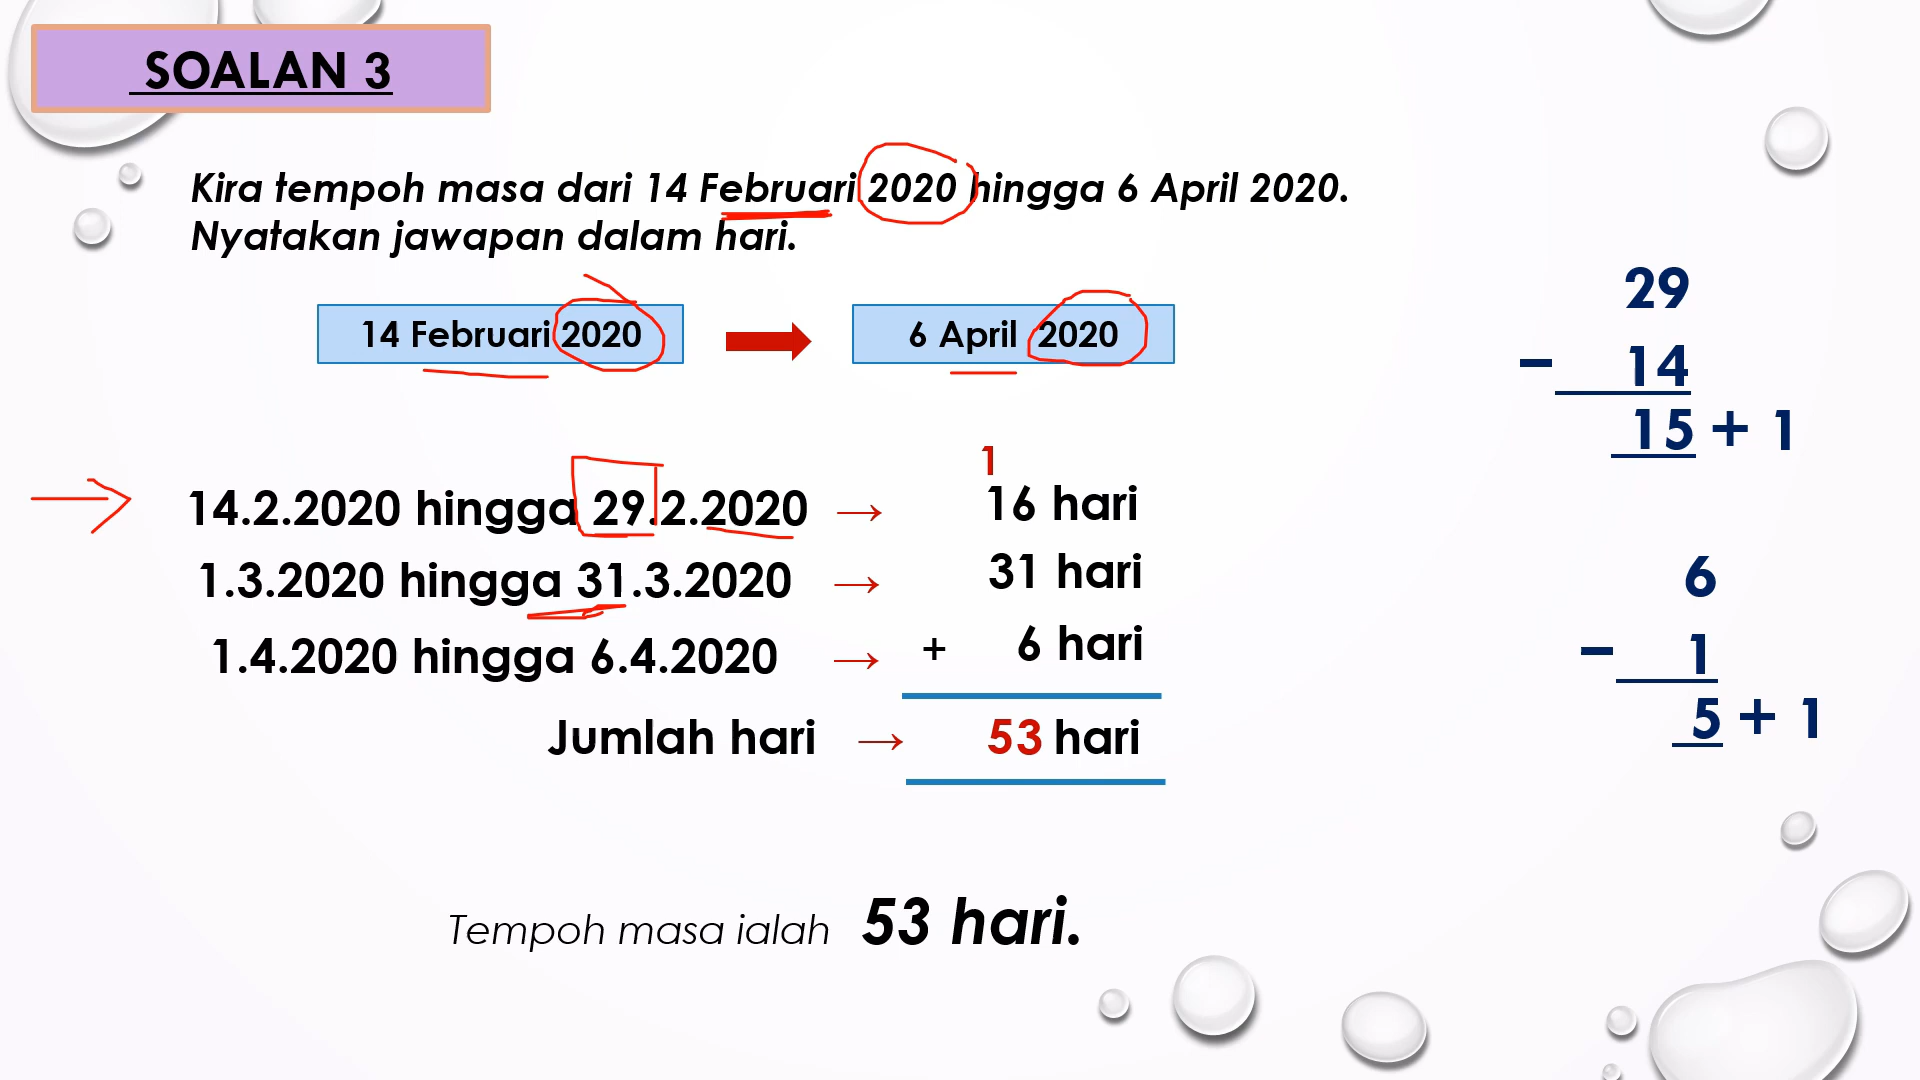 SOALAN 3
Kira tempoh masa dari 14 Februari 2020 hingga 6 April 2020.
Nyatakan jawapan dalam hari.
14 Februari 2020
6 April 2020
1
14.2.2020 hingga 29.2.2020 → 16 hari
1.3.2020 hingga 31.3.2020 → 31 hari
1.4.2020 hingga 6.4.2020 → + 6 hari
Jumlah hari → 53 hari
Tempoh masa ialah 53 hari.
29
− 14
15 + 1
6
− 1
5 + 1